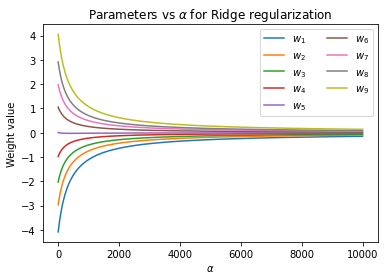 Parameters vs α for Ridge regularization
Weight value
4
3
2
1
0
−1
−2
−3
−4
w₁
w₂
w₃
w₄
w₅
w₆
w₇
w₈
w₉
0 2000 4000 6000 8000 10000
α